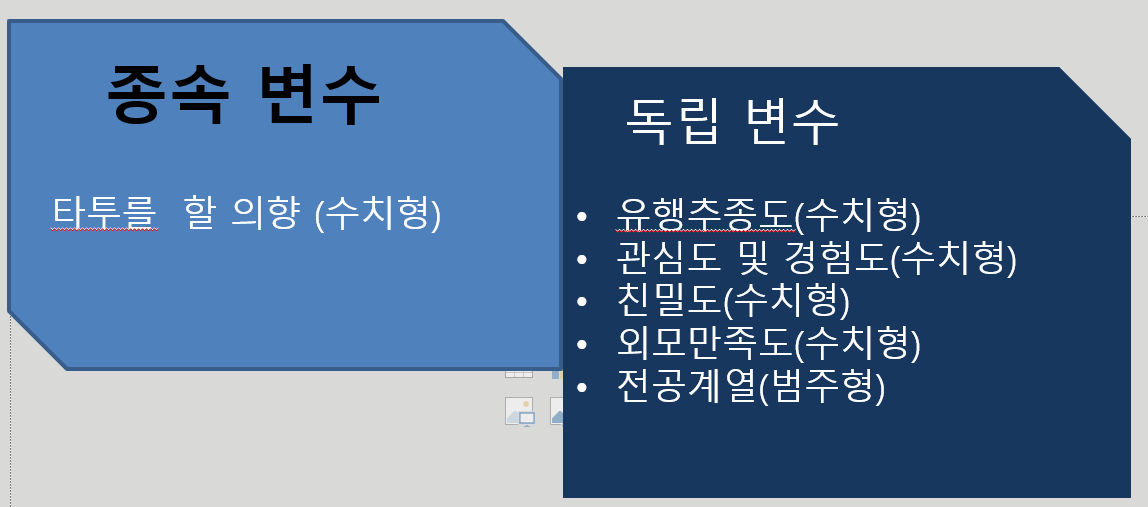 종속 변수
타투를 할 의향 (수치형)
독립 변수
• 유행추종도(수치형)
• 관심도 및 경험도(수치형)
• 친밀도(수치형)
• 외모만족도(수치형)
• 전공계열(범주형)